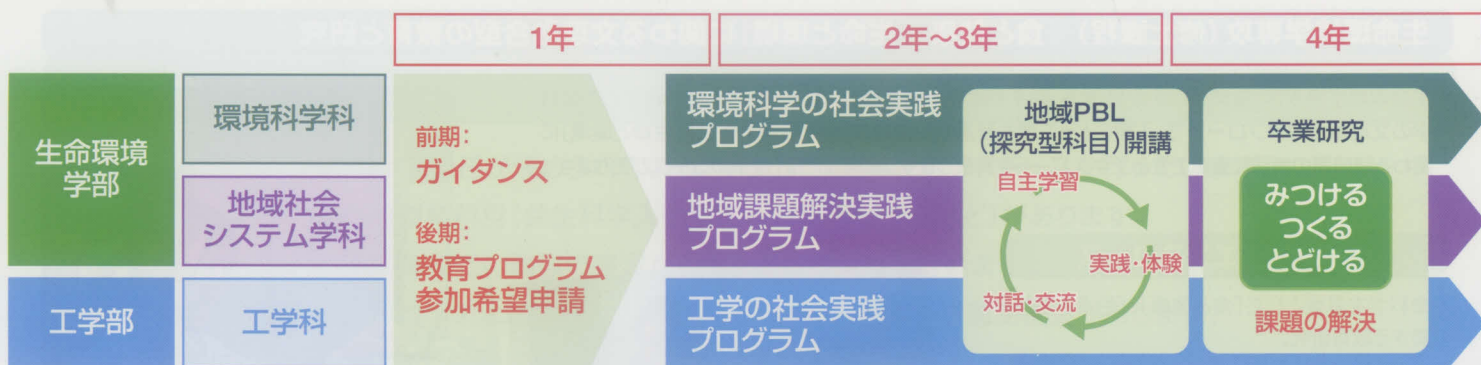 1年
2年～3年
4年
生命環境
学部
環境科学科
地域社会
システム学科
工学部
工学科
前期：
ガイダンス
後期：
教育プログラム
参加希望申請
環境科学の社会実践
プログラム
地域課題解決実践
プログラム
工学の社会実践
プログラム
地域PBL
（探究型科目）開講
自主学習
実践・体験
対話・交流
卒業研究
みつける
つくる
とどける
課題の解決